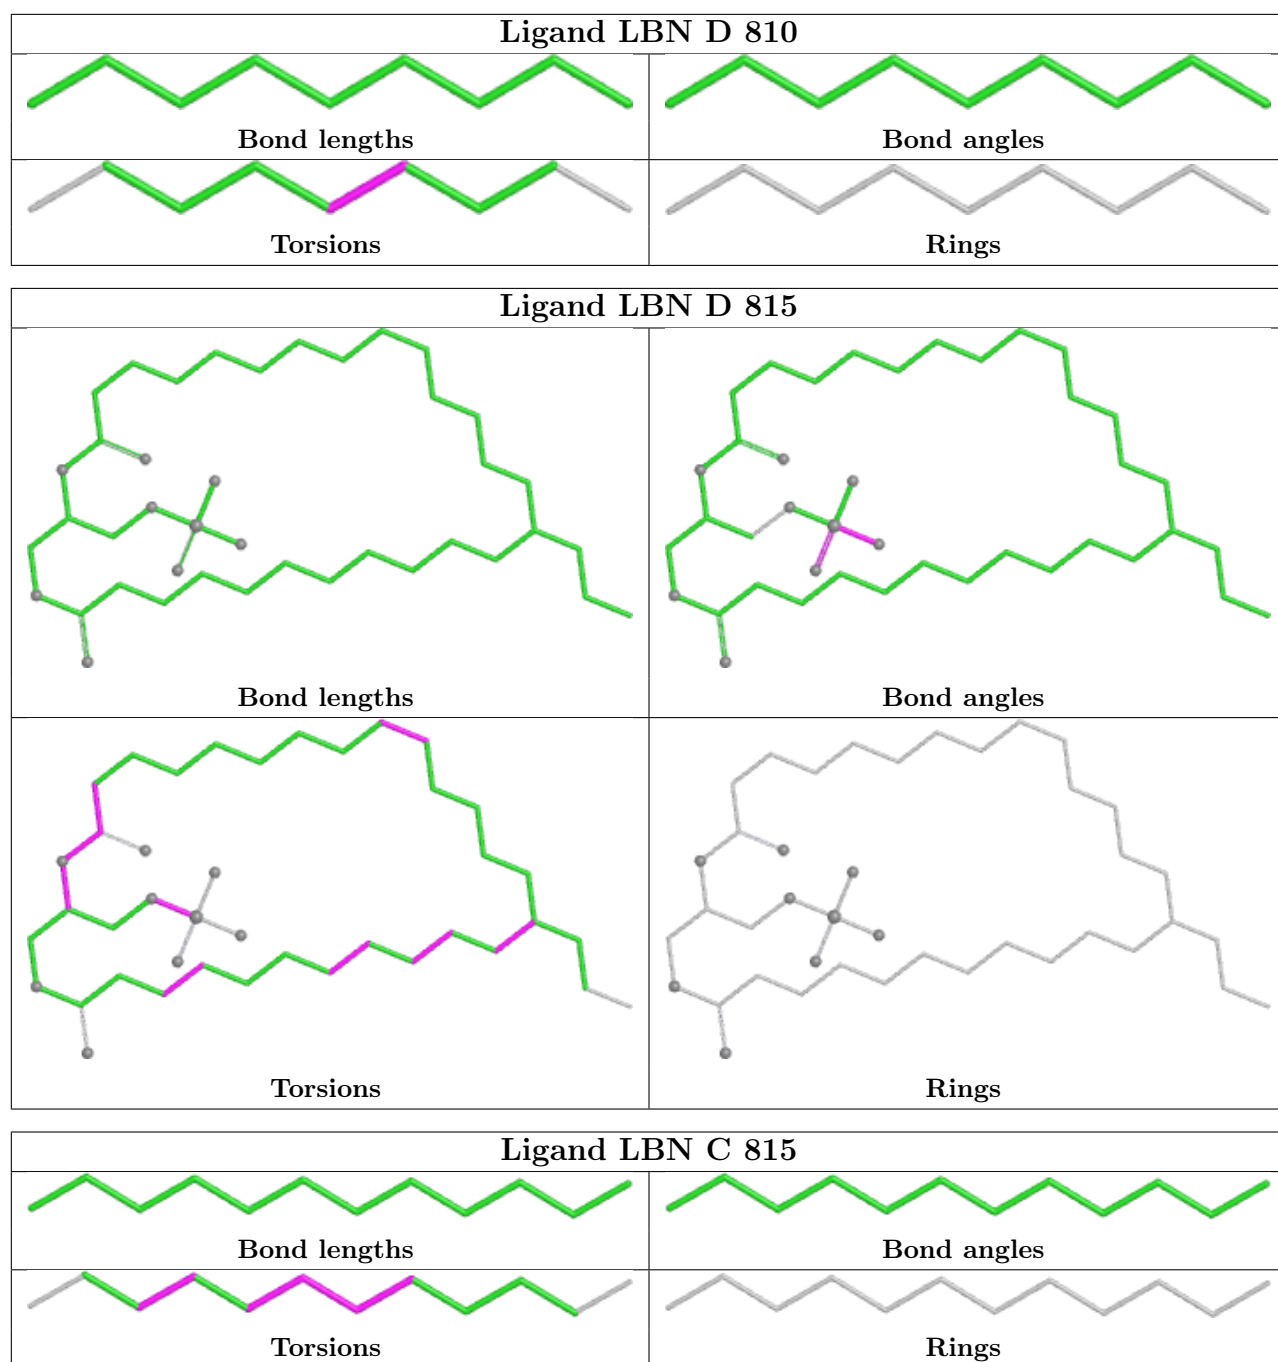 Ligand LBN D 810
Bond lengths
Bond angles
Torsions
Rings
Ligand LBN D 815
Bond lengths
Bond angles
Torsions
Rings
Ligand LBN C 815
Bond lengths
Bond angles
Torsions
Rings